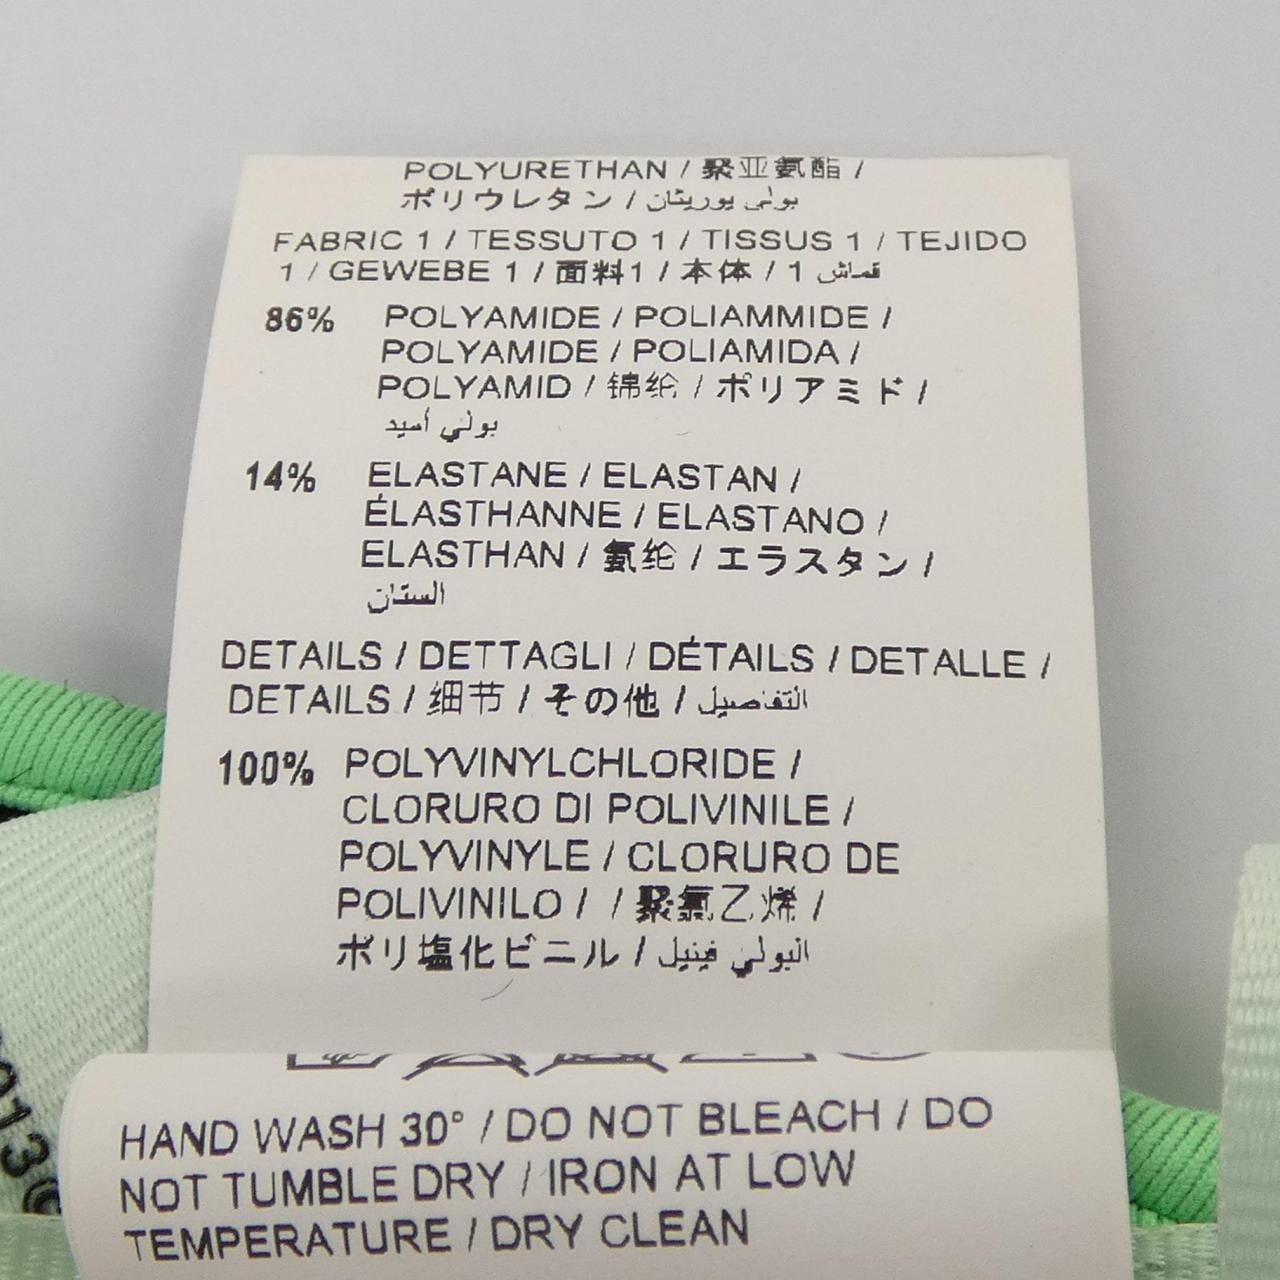 POLYURETHAN / 聚亚氨酯 /
ポリウレタン / بولي يوريثان
FABRIC 1 / TESSUTO 1 / TISSUS 1 / TEJIDO
1 / GEWEBE 1 / 面料1 / 本体 / 1 قماش
86% POLYAMIDE / POLIAMMIDE /
POLYAMIDE / POLIAMIDA /
POLYAMID / 锦纶 / ポリアミド /
بولي أسيد
14% ELASTANE / ELASTAN /
ÉLASTHANNE / ELASTANO /
ELASTHAN / 氨纶 / エラスタン /
الستان
DETAILS / DETTAGLI / DÉTAILS / DETALLE /
DETAILS / 细节 / その他 / التفاصيل
100% POLYVINYLCHLORIDE /
CLORURO DI POLIVINILE /
POLYVINYLE / CLORURO DE
POLIVINILO / / 聚氯乙烯 /
ポリ塩化ビニル / البولي فينيل
HAND WASH 30° / DO NOT BLEACH / DO
NOT TUMBLE DRY / IRON AT LOW
TEMPERATURE / DRY CLEAN